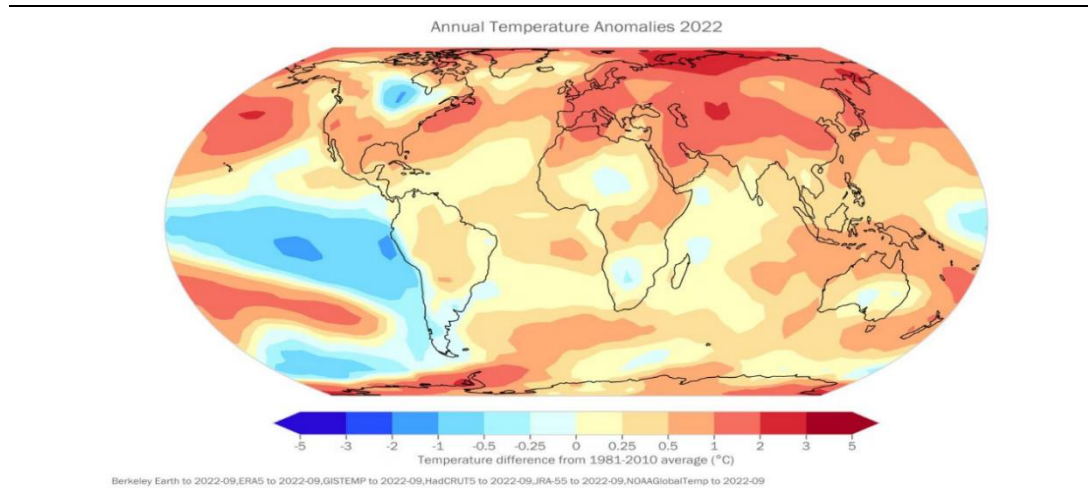 Annual Temperature Anomalies 2022
-5 -3 -2 -1 -0.5 -0.25 0 0.25 0.5 1 2 3 5
Temperature difference from 1981-2010 average (°C)
Berkeley Earth to 2022-09,ERA5 to 2022-09,GISTEMP to 2022-09,HadCRUT5 to 2022-09,JRA-55 to 2022-09,NOAAGlobalTemp to 2022-09